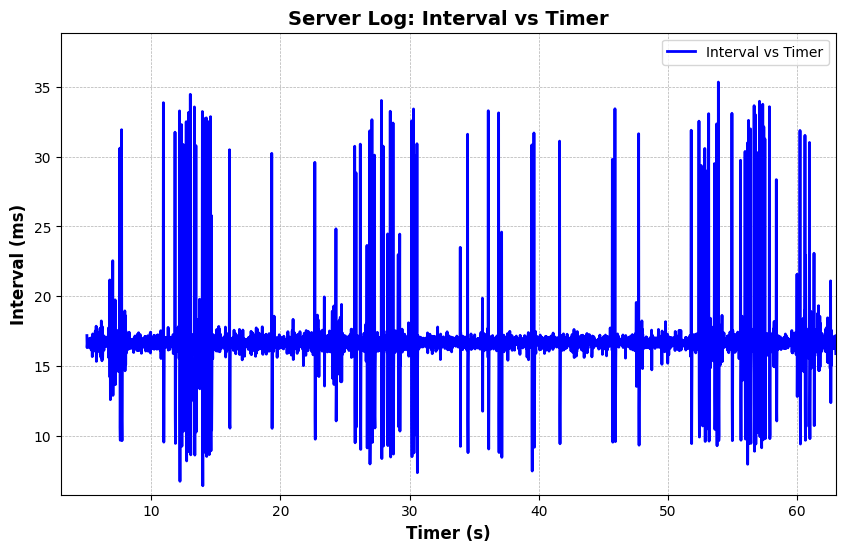 Server Log: Interval vs Timer
Interval vs Timer
35
30
25
20
15
10
Interval (ms)
10 20 30 40 50 60
Timer (s)